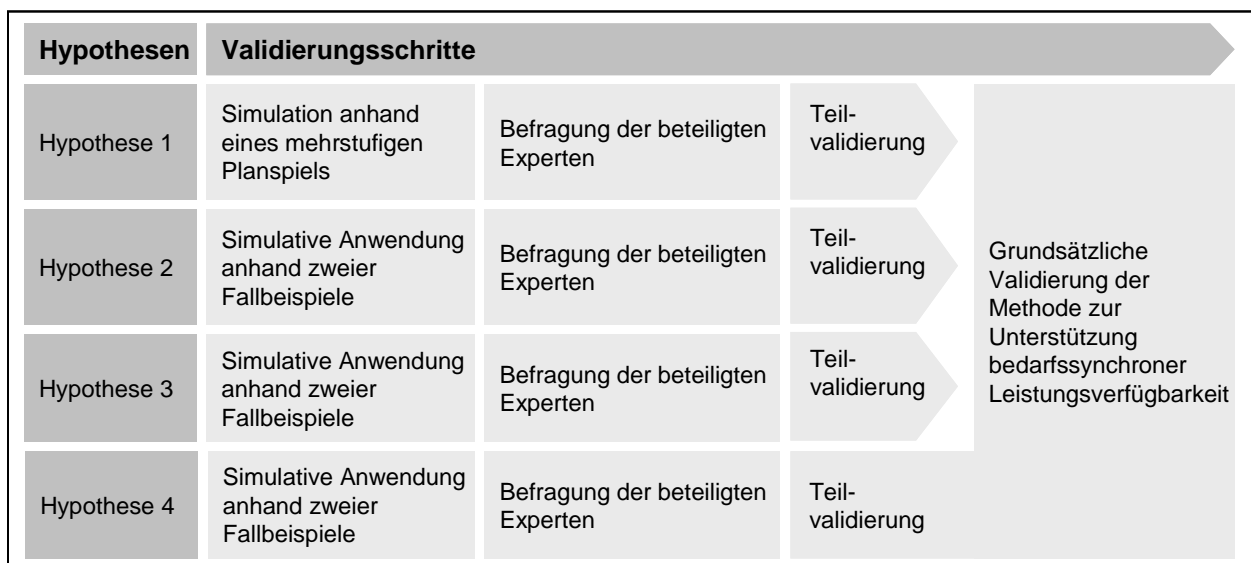 Hypothesen
Validierungsschritte
Hypothese 1
Simulation anhand
eines mehrstufigen
Planspiels
Befragung der beteiligten
Experten
Teil-
validierung
Hypothese 2
Simulative Anwendung
anhand zweier
Fallbeispiele
Befragung der beteiligten
Experten
Teil-
validierung
Hypothese 3
Simulative Anwendung
anhand zweier
Fallbeispiele
Befragung der beteiligten
Experten
Teil-
validierung
Hypothese 4
Simulative Anwendung
anhand zweier
Fallbeispiele
Befragung der beteiligten
Experten
Teil-
validierung
Grundsätzliche
Validierung der
Methode zur
Unterstützung
bedarfssynchroner
Leistungsverfügbarkeit